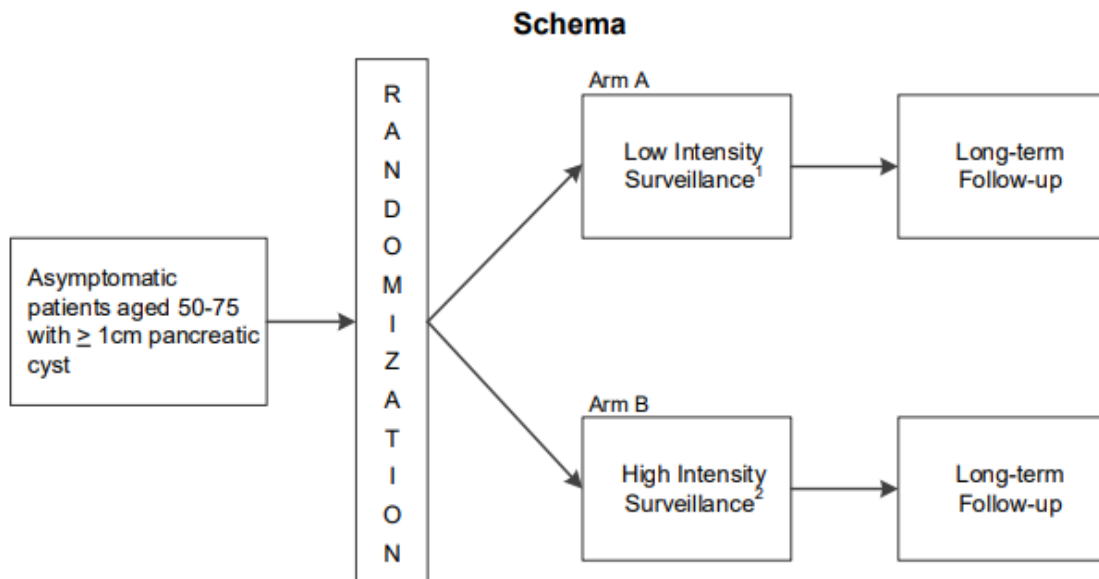 Schema
Asymptomatic
patients aged 50-75
with ≥ 1cm pancreatic
cyst
R
A
N
D
O
M
I
Z
A
T
I
O
N
Arm A
Low Intensity
Surveillance¹
Long-term
Follow-up
Arm B
High Intensity
Surveillance²
Long-term
Follow-up